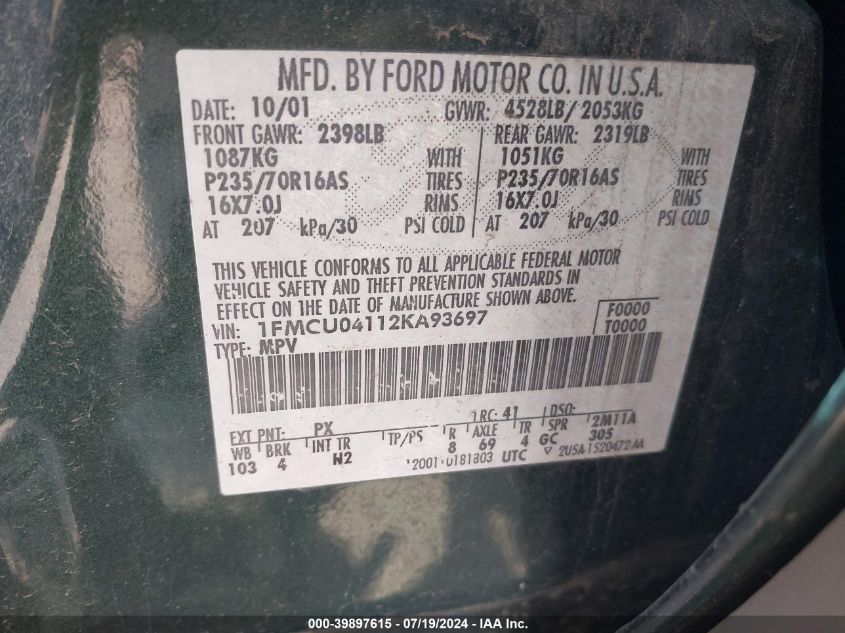 MFD. BY FORD MOTOR CO. IN U.S.A.
DATE: 10/01 GVWR: 4528LB/ 2053KG
FRONT GAWR: 2398LB REAR GAWR: 2319LB
1087KG WITH 1051KG WITH
P235/70R16AS TIRES P235/70R16AS TIRES
16X7.0J RIMS 16X7.0J RIMS
AT 207 kPa/30 PSI COLD AT 207 kPa/30 PSI COLD
THIS VEHICLE CONFORMS TO ALL APPLICABLE FEDERAL MOTOR
VEHICLE SAFETY AND THEFT PREVENTION STANDARDS IN
EFFECT ON THE DATE OF MANUFACTURE SHOWN ABOVE.
VIN: 1FMCU04112KA93697 F0000
TYPE: MPV T0000
EXT PNT: PX RC: 41 DSO:
WB BRK INT TR TP/PS R AXLE TR SPR 2M11A
103 4 N2 8 69 4 GC 305
2001 0181803 UTC 2U5A-1520472-AA
000-39897615 - 07/19/2024 - IAA Inc.